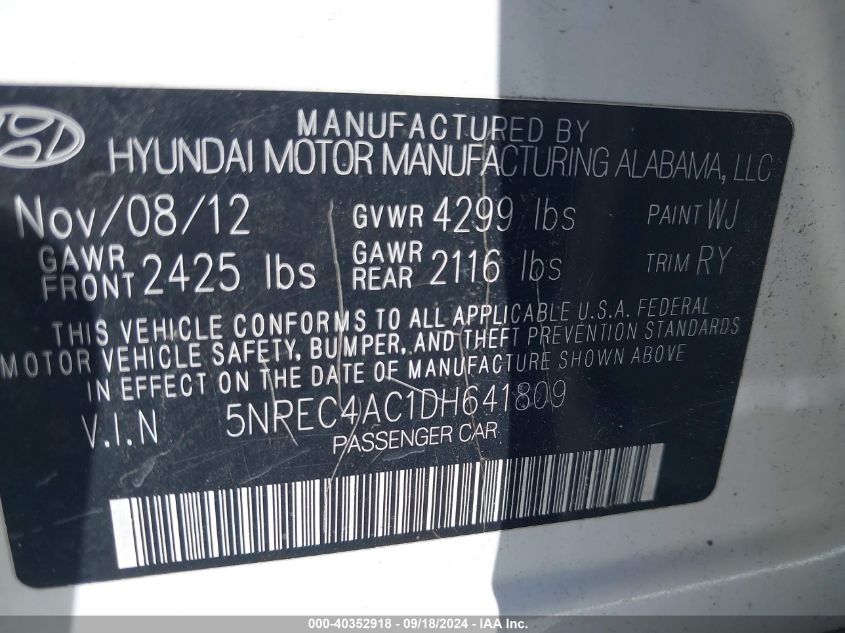 MANUFACTURED BY
HYUNDAI MOTOR MANUFACTURING ALABAMA, LLC
Nov/08/12 GVWR 4299 lbs PAINT WJ
GAWR FRONT 2425 lbs GAWR REAR 2116 lbs TRIM RY
THIS VEHICLE CONFORMS TO ALL APPLICABLE U.S.A. FEDERAL
MOTOR VEHICLE SAFETY, BUMPER, AND THEFT PREVENTION STANDARDS
IN EFFECT ON THE DATE OF MANUFACTURE SHOWN ABOVE
V.I.N 5NPEC4AC1DH641809
PASSENGER CAR
000-40352918 - 09/18/2024 - IAA Inc.